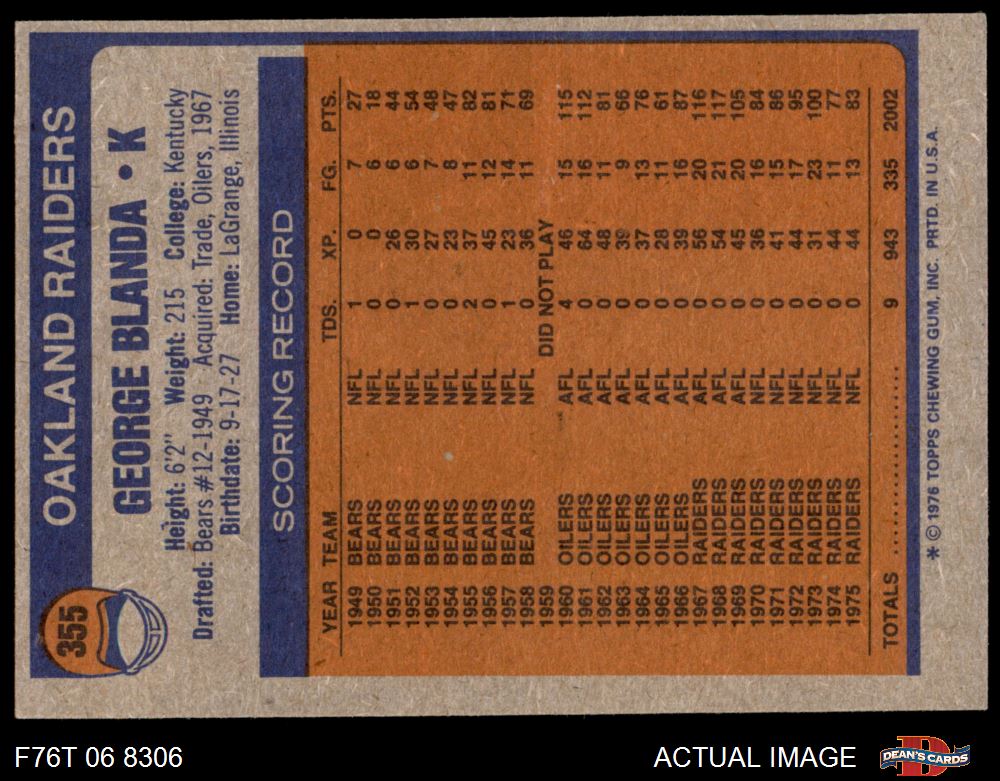 355
OAKLAND RAIDERS
GEORGE BLANDA • K
Height: 6'2" Weight: 215 College: Kentucky
Drafted: Bears #12-1949 Acquired: Trade, Oilers, 1967
Birthdate: 9-17-27 Home: LaGrange, Illinois
SCORING RECORD
YEAR TEAM TDS. XP. FG. PTS.
1949 BEARS NFL 1 0 7 27
1950 BEARS NFL 0 0 6 18
1951 BEARS NFL 0 26 6 44
1952 BEARS NFL 1 30 6 54
1953 BEARS NFL 0 27 7 48
1954 BEARS NFL 0 23 8 47
1955 BEARS NFL 2 37 11 82
1956 BEARS NFL 0 45 12 81
1957 BEARS NFL 1 23 14 71
1958 BEARS NFL 0 36 11 69
1959 DID NOT PLAY
1960 OILERS AFL 4 46 15 115
1961 OILERS AFL 0 64 16 112
1962 OILERS AFL 0 48 11 81
1963 OILERS AFL 0 39 9 66
1964 OILERS AFL 0 37 13 76
1965 OILERS AFL 0 28 11 61
1966 OILERS AFL 0 39 16 87
1967 RAIDERS AFL 0 56 20 116
1968 RAIDERS AFL 0 54 21 117
1969 RAIDERS AFL 0 45 20 105
1970 RAIDERS NFL 0 36 16 84
1971 RAIDERS NFL 0 41 15 86
1972 RAIDERS NFL 0 44 17 95
1973 RAIDERS NFL 0 31 23 100
1974 RAIDERS NFL 0 44 11 77
1975 RAIDERS NFL 0 44 13 83
TOTALS .................... 9 943 335 2002
* © 1976 TOPPS CHEWING GUM, INC. PRTD. IN U.S.A.
F76T 06 8306
ACTUAL IMAGE
DEAN'S CARDS